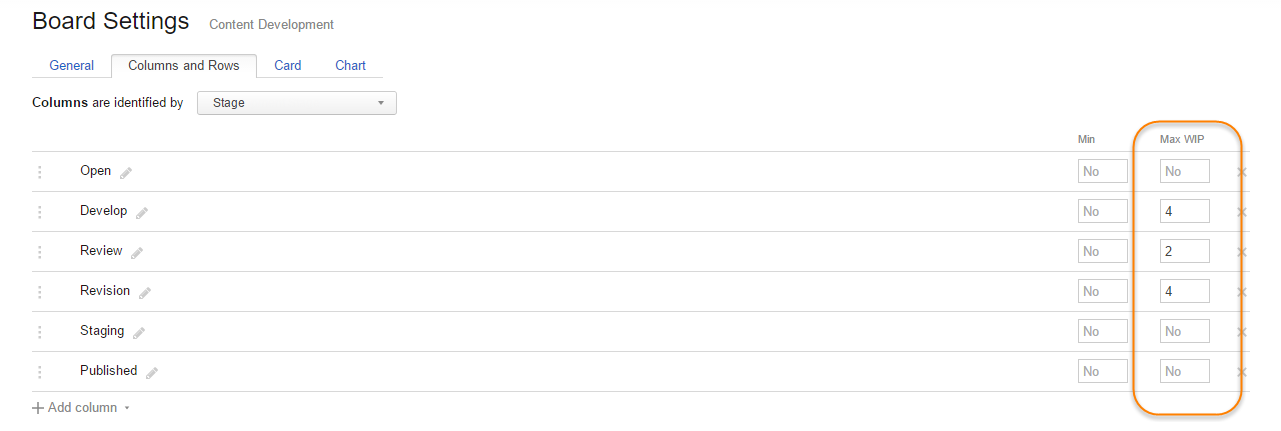 Board Settings Content Development
General Columns and Rows Card Chart
Columns are identified by Stage
Min Max WIP
Open No No
Develop No 4
Review No 2
Revision No 4
Staging No No
Published No No
Add column